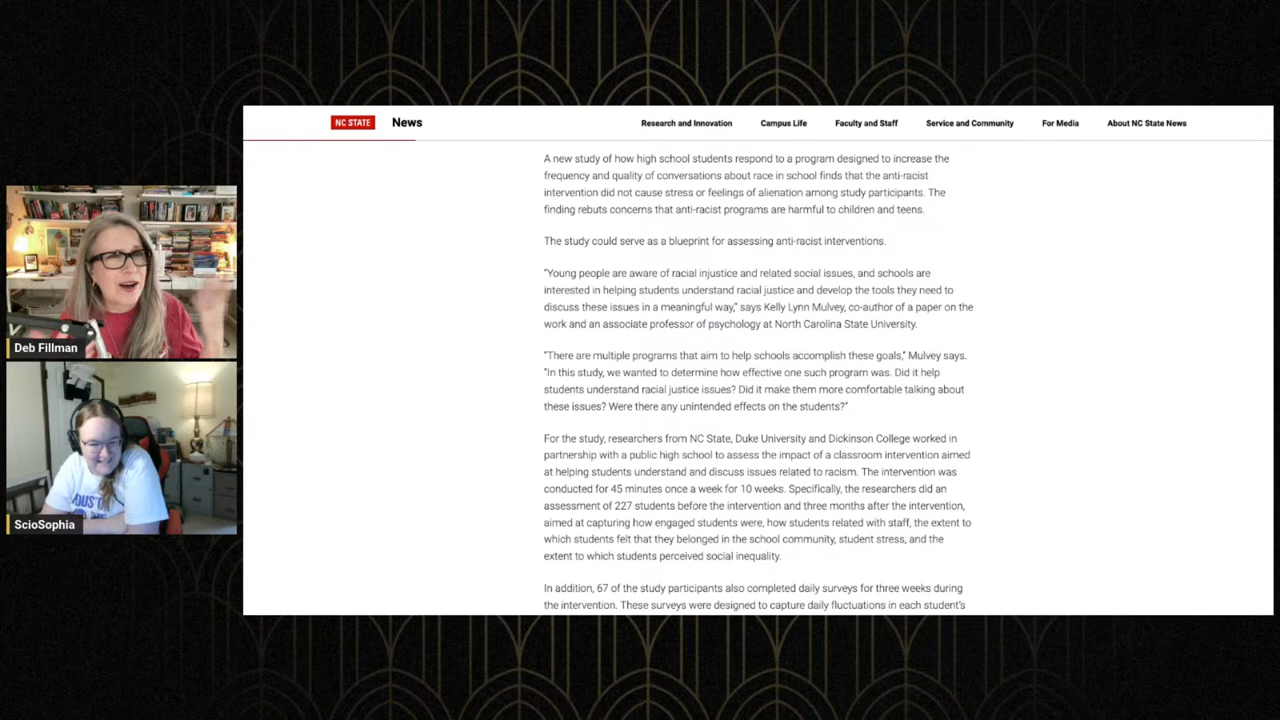 NC STATE News Research and Innovation Campus Life Faculty and Staff Service and Community For Media About NC State News
A new study of how high school students respond to a program designed to increase the
frequency and quality of conversations about race in school finds that the anti-racist
intervention did not cause stress or feelings of alienation among study participants. The
finding rebuts concerns that anti-racist programs are harmful to children and teens.
The study could serve as a blueprint for assessing anti-racist interventions.
"Young people are aware of racial injustice and related social issues, and schools are
interested in helping students understand racial justice and develop the tools they need to
discuss these issues in a meaningful way," says Kelly Lynn Mulvey, co-author of a paper on the
work and an associate professor of psychology at North Carolina State University.
"There are multiple programs that aim to help schools accomplish these goals," Mulvey says.
"In this study, we wanted to determine how effective one such program was. Did it help
students understand racial justice issues? Did it make them more comfortable talking about
these issues? Were there any unintended effects on the students?"
For the study, researchers from NC State, Duke University and Dickinson College worked in
partnership with a public high school to assess the impact of a classroom intervention aimed
at helping students understand and discuss issues related to racism. The intervention was
conducted for 45 minutes once a week for 10 weeks. Specifically, the researchers did an
assessment of 227 students before the intervention and three months after the intervention,
aimed at capturing how engaged students were, how students related with staff, the extent to
which students felt that they belonged in the school community, student stress, and the
extent to which students perceived social inequality.
In addition, 67 of the study participants also completed daily surveys for three weeks during
the intervention. These surveys were designed to capture daily fluctuations in each student's
Deb Fillman
ScioSophia